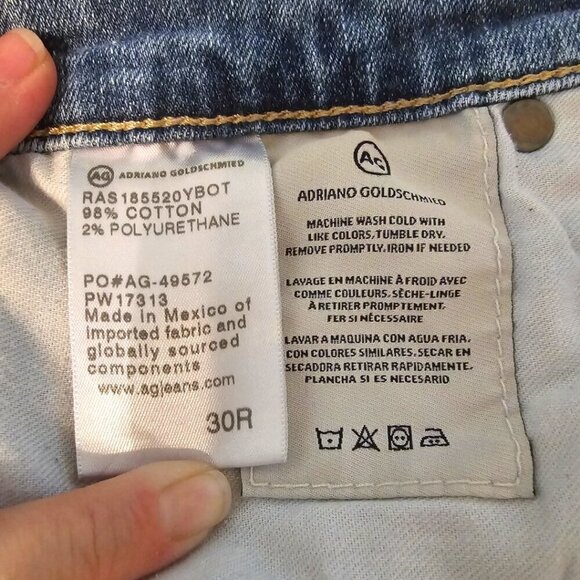 AG ADRIANO GOLDSCHMIED
RAS185520YBOT
98% COTTON
2% POLYURETHANE
PO#AG-49572
PW17313
Made in Mexico of
imported fabric and
globally sourced
components
www.agjeans.com
30R
AG
ADRIANO GOLDSCHMIED
MACHINE WASH COLD WITH
LIKE COLORS, TUMBLE DRY.
REMOVE PROMPTLY, IRON IF NEEDED
LAVAGE EN MACHINE À FROID AVEC
COMME COULEURS, SÈCHE-LINGE
À RETIRER PROMPTEMENT,
FER SI NÉCESSAIRE
LAVAR A MAQUINA CON AGUA FRIA,
CON COLORES SIMILARES. SECAR EN
SECADORA RETIRAR RAPIDAMENTE,
PLANCHA SI ES NECESARIO